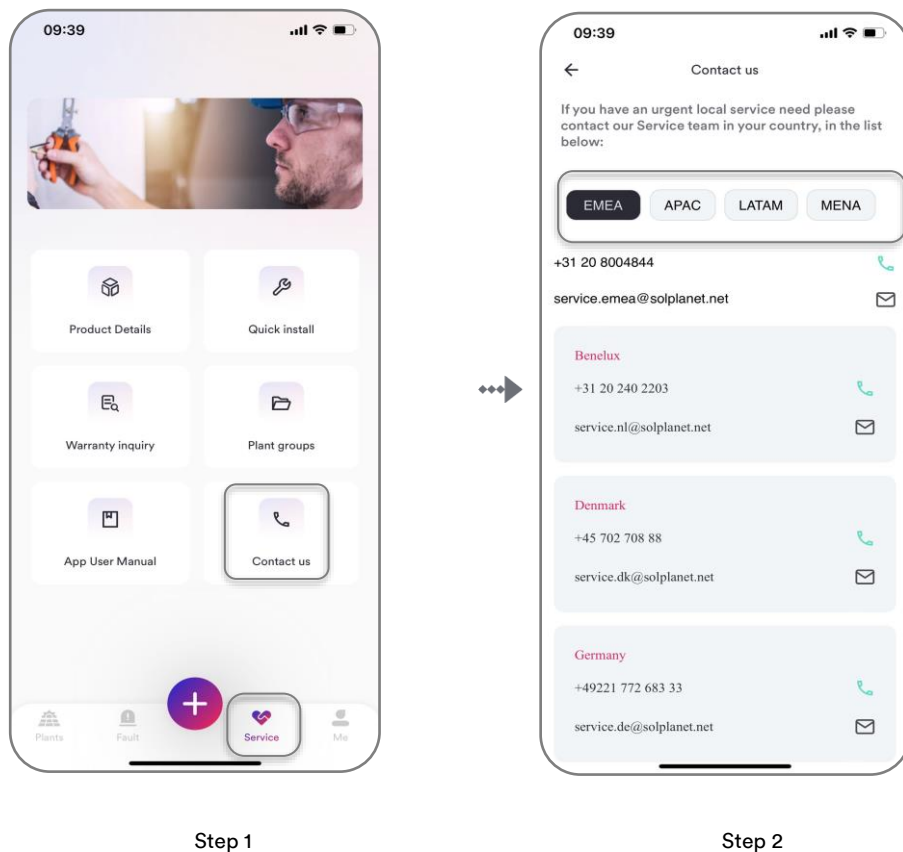 09:39
Product Details
Quick install
Warranty inquiry
Plant groups
App User Manual
Contact us
Plants
Fault
Service
Me
Step 1
09:39
Contact us
If you have an urgent local service need please
contact our Service team in your country, in the list
below:
EMEA APAC LATAM MENA
+31 20 8004844
service.emea@solplanet.net
Benelux
+31 20 240 2203
service.nl@solplanet.net
Denmark
+45 702 708 88
service.dk@solplanet.net
Germany
+49221 772 683 33
service.de@solplanet.net
Step 2